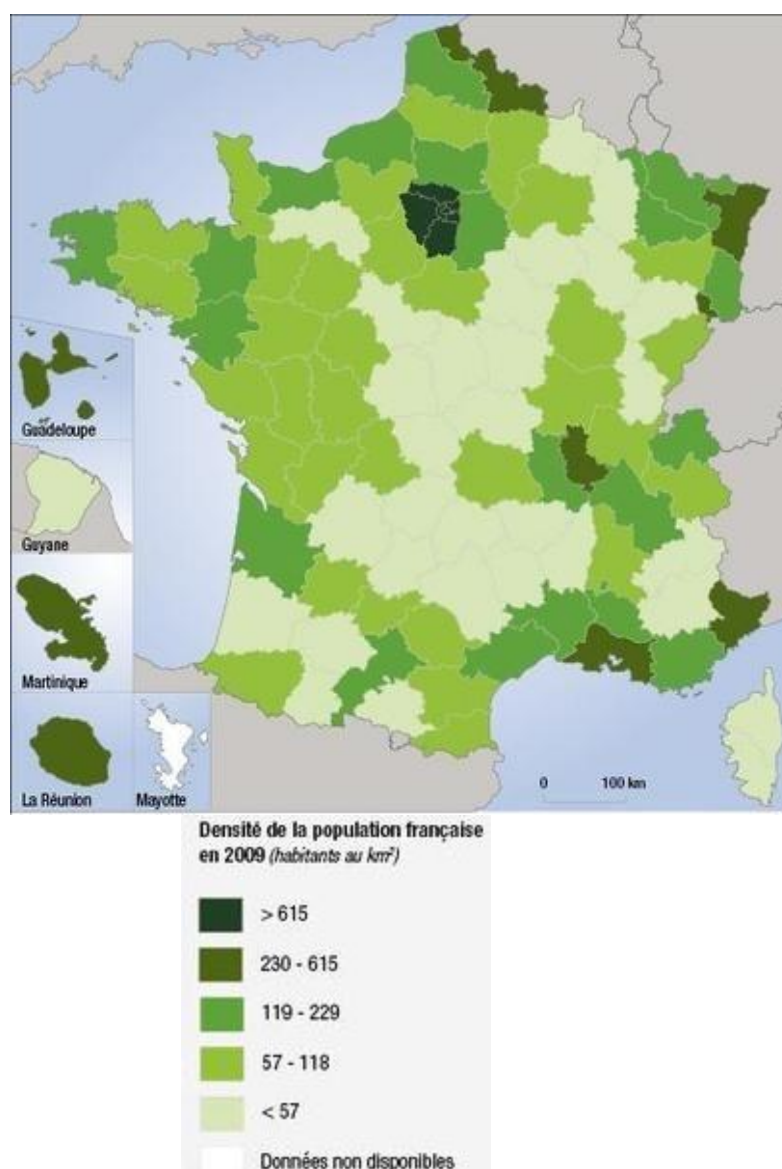 Guadeloupe
Guyane
Martinique
La Réunion
Mayotte
0 100 km
Densité de la population française
en 2009 (habitants au km²)
> 615
230 - 615
119 - 229
57 - 118
< 57
Données non disponibles